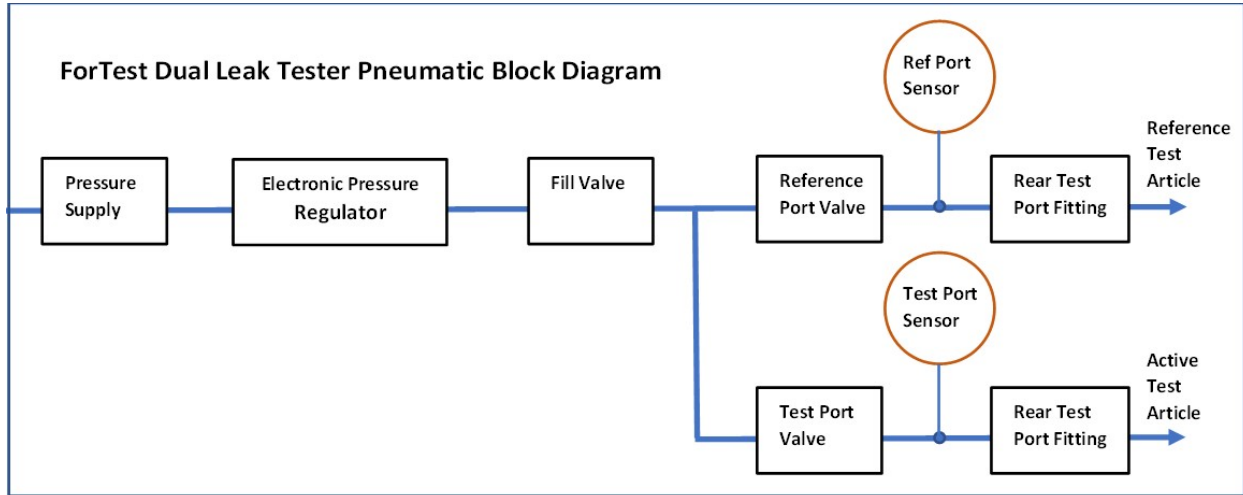 ForTest Dual Leak Tester Pneumatic Block Diagram
Ref Port
Sensor
Reference
Test
Article
Pressure
Supply
Electronic Pressure
Regulator
Fill Valve
Reference
Port Valve
Rear Test
Port Fitting
Test Port
Sensor
Active
Test
Article
Test Port
Valve
Rear Test
Port Fitting